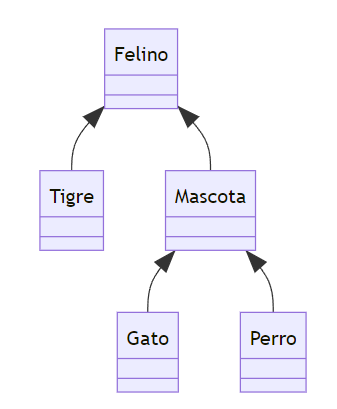 Felino
Tigre
Mascota
Gato
Perro